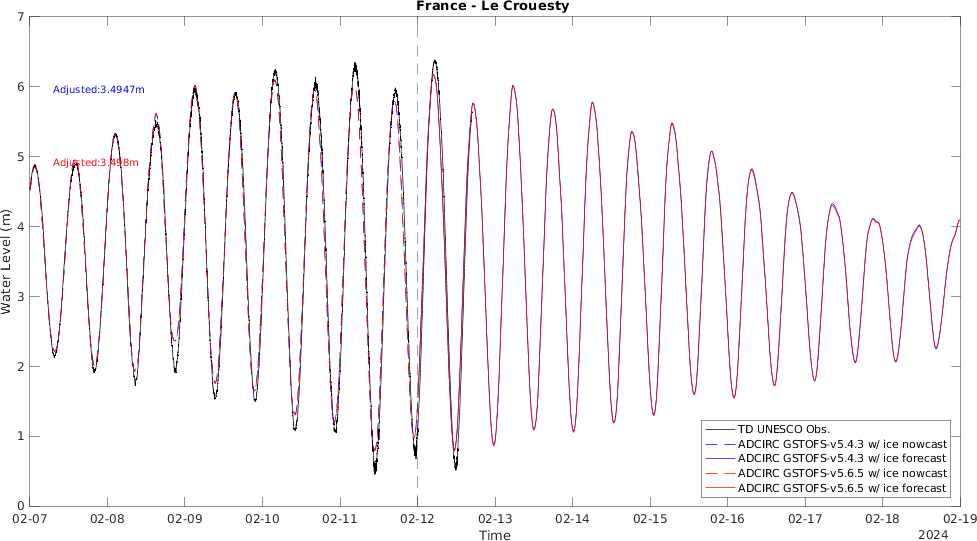 France - Le Crouesty
Water Level (m)
7
6
5
4
3
2
1
0
Adjusted:3.4947m
Adjusted:3.498m
TD UNESCO Obs.
ADCIRC GSTOFS-v5.4.3 w/ ice nowcast
ADCIRC GSTOFS-v5.4.3 w/ ice forecast
ADCIRC GSTOFS-v5.6.5 w/ ice nowcast
ADCIRC GSTOFS-v5.6.5 w/ ice forecast
02-07 02-08 02-09 02-10 02-11 02-12 02-13 02-14 02-15 02-16 02-17 02-18 02-19
Time
2024